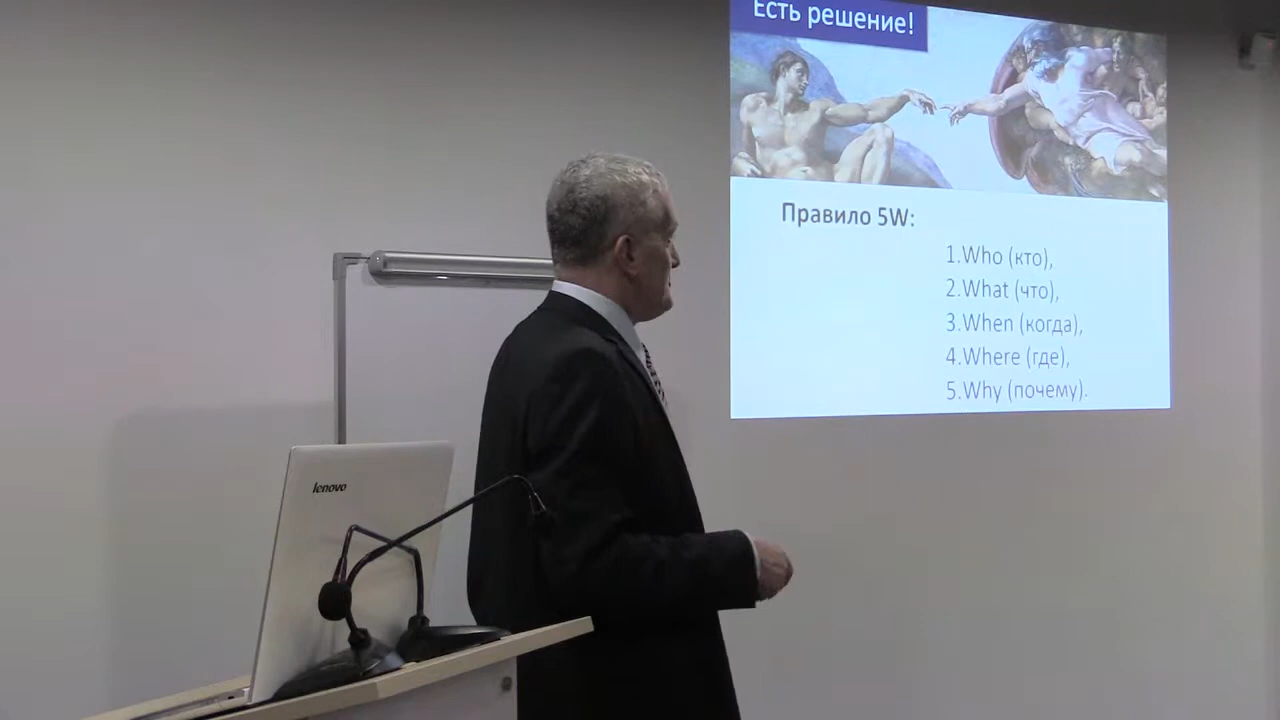 Есть решение!
Правило 5W:
1.Who (кто),
2.What (что),
3.When (когда),
4.Where (где),
5.Why (почему).
lenovo